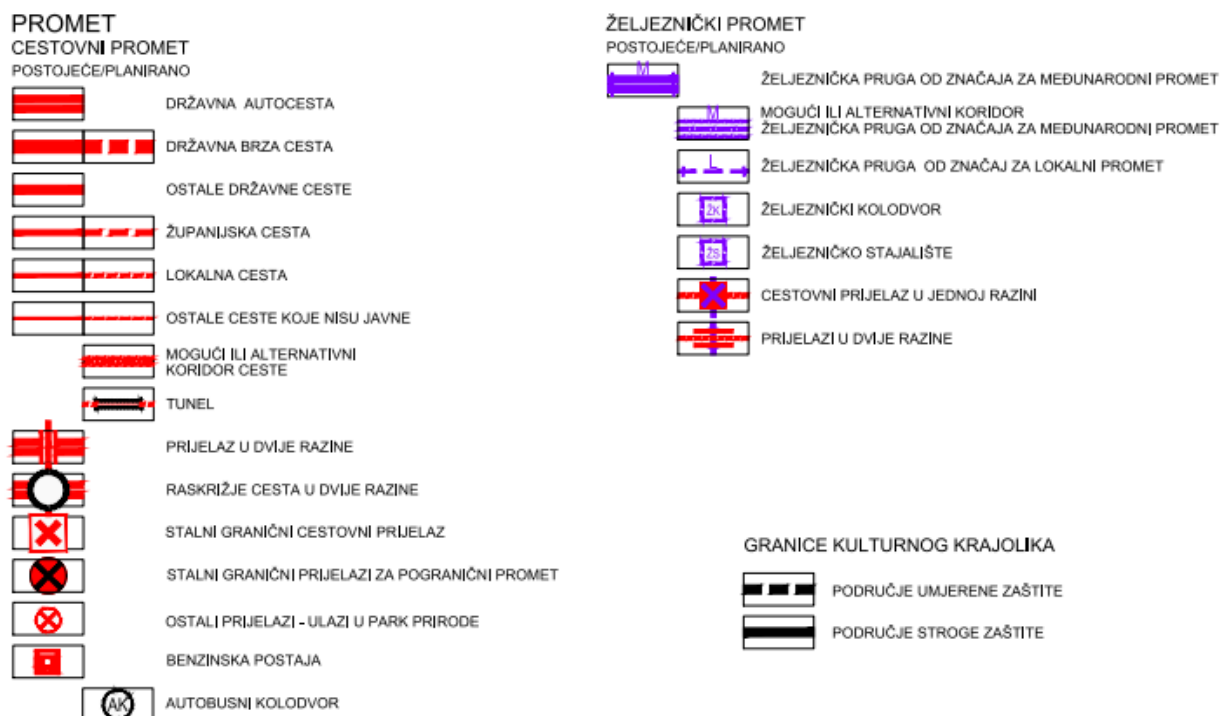 PROMET
CESTOVNI PROMET
POSTOJEĆE/PLANIRANO
DRŽAVNA AUTOCESTA
DRŽAVNA BRZA CESTA
OSTALE DRŽAVNE CESTE
ŽUPANIJSKA CESTA
LOKALNA CESTA
OSTALE CESTE KOJE NISU JAVNE
MOGUĆI ILI ALTERNATIVNI
KORIDOR CESTE
TUNEL
PRIJELAZ U DVIJE RAZINE
RASKRIŽJE CESTA U DVIJE RAZINE
STALNI GRANIČNI CESTOVNI PRIJELAZ
STALNI GRANIČNI PRIJELAZI ZA POGRANIČNI PROMET
OSTALI PRIJELAZI - ULAZI U PARK PRIRODE
BENZINSKA POSTAJA
AK AUTOBUSNI KOLODVOR
ŽELJEZNIČKI PROMET
POSTOJEĆE/PLANIRANO
M ŽELJEZNIČKA PRUGA OD ZNAČAJA ZA MEĐUNARODNI PROMET
M MOGUĆI ILI ALTERNATIVNI KORIDOR
ŽELJEZNIČKA PRUGA OD ZNAČAJA ZA MEĐUNARODNI PROMET
L ŽELJEZNIČKA PRUGA OD ZNAČAJ ZA LOKALNI PROMET
ŽK ŽELJEZNIČKI KOLODVOR
ŽS ŽELJEZNIČKO STAJALIŠTE
CESTOVNI PRIJELAZ U JEDNOJ RAZINI
PRIJELAZI U DVIJE RAZINE
GRANICE KULTURNOG KRAJOLIKA
PODRUČJE UMJERENE ZAŠTITE
PODRUČJE STROGE ZAŠTITE